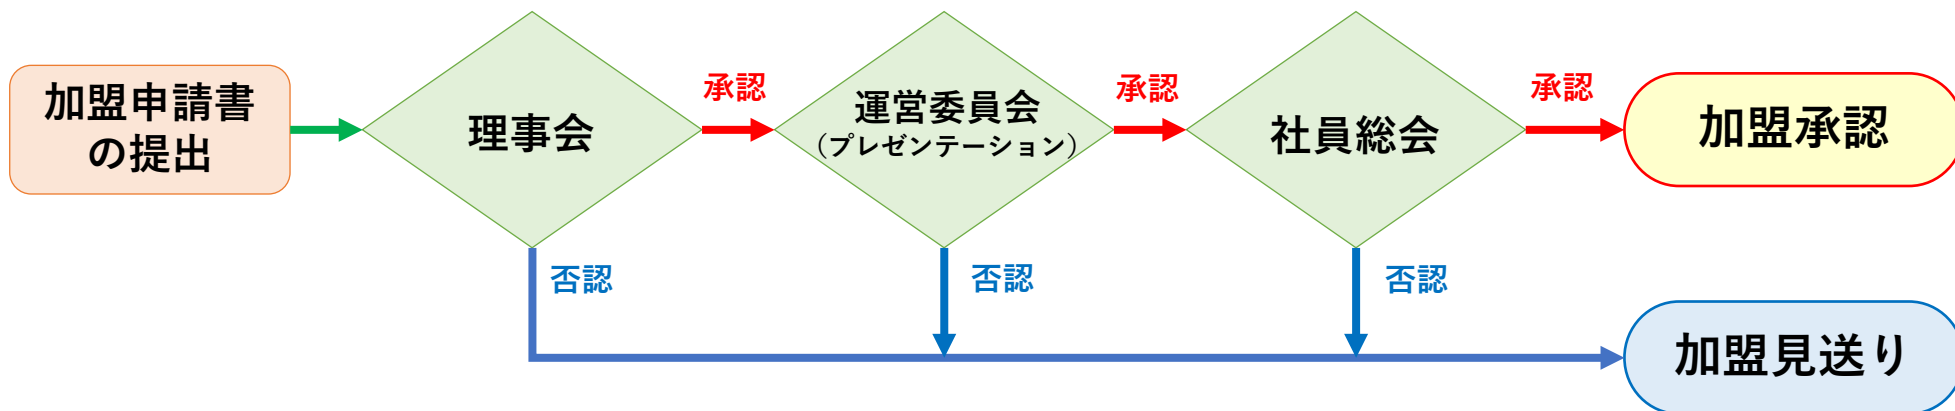 加盟申請書
の提出
理事会
承認
運営委員会
（プレゼンテーション）
承認
社員総会
承認
加盟承認
否認
否認
否認
加盟見送り